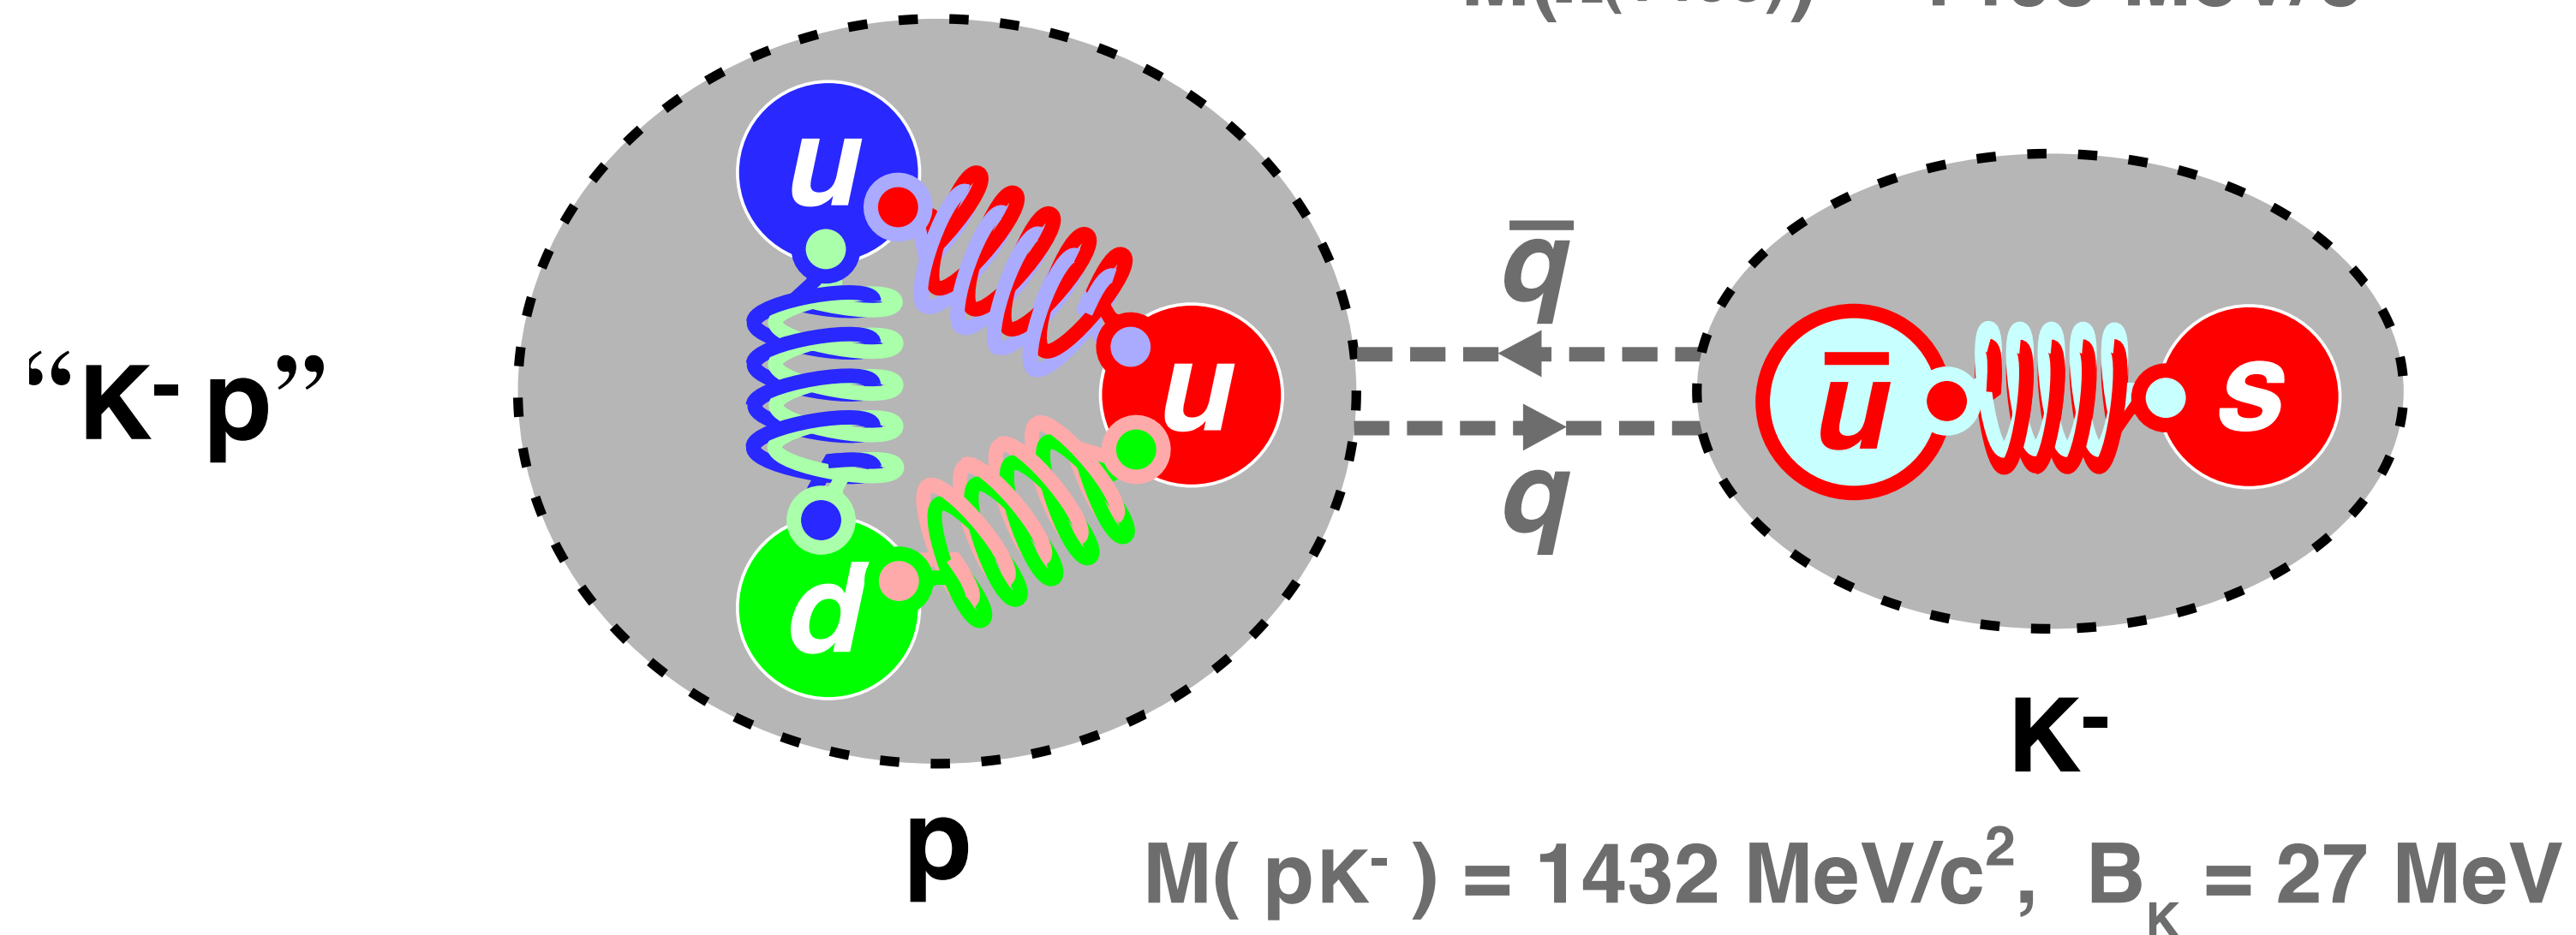 u
q̄
u
“K⁻ p”
ū
s
q
d
K⁻
p
M( pK⁻ ) = 1432 MeV/c², B_K = 27 MeV